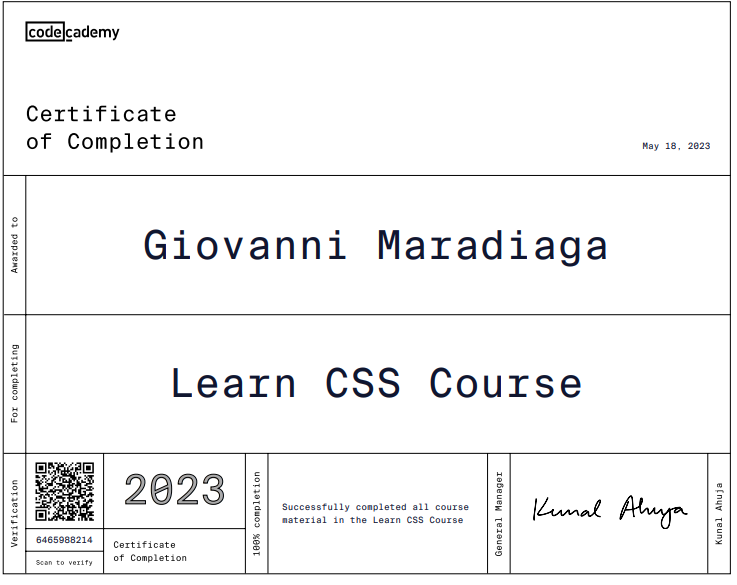 codecademy
Certificate
of Completion
May 18, 2023
Awarded to
Giovanni Maradiaga
For completing
Learn CSS Course
Verification
6465988214
Scan to verify
2023
Certificate
of Completion
100% completion
Successfully completed all course
material in the Learn CSS Course
General Manager
Kunal Ahuja
Kunal Ahuja